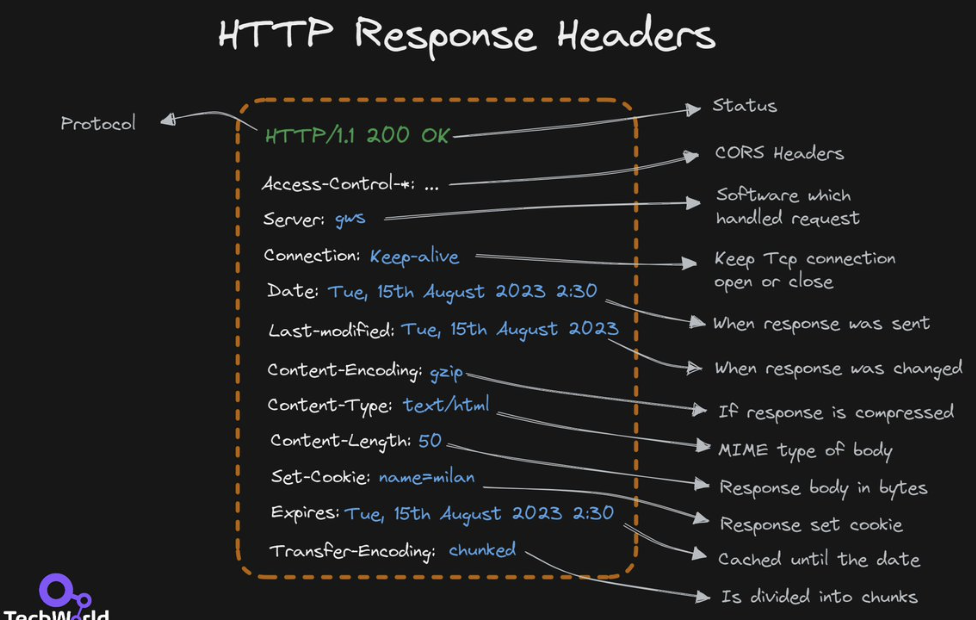 HTTP Response Headers
Protocol
HTTP/1.1 200 OK
Status
Access-Control-*: ...
CORS Headers
Server: gws
Software which
handled request
Connection: Keep-alive
Keep Tcp connection
open or close
Date: Tue, 15th August 2023 2:30
When response was sent
Last-modified: Tue, 15th August 2023
When response was changed
Content-Encoding: gzip
If response is compressed
Content-Type: text/html
MIME type of body
Content-Length: 50
Response body in bytes
Set-Cookie: name=milan
Response set cookie
Expires: Tue, 15th August 2023 2:30
Cached until the date
Transfer-Encoding: chunked
Is divided into chunks
TechWorld